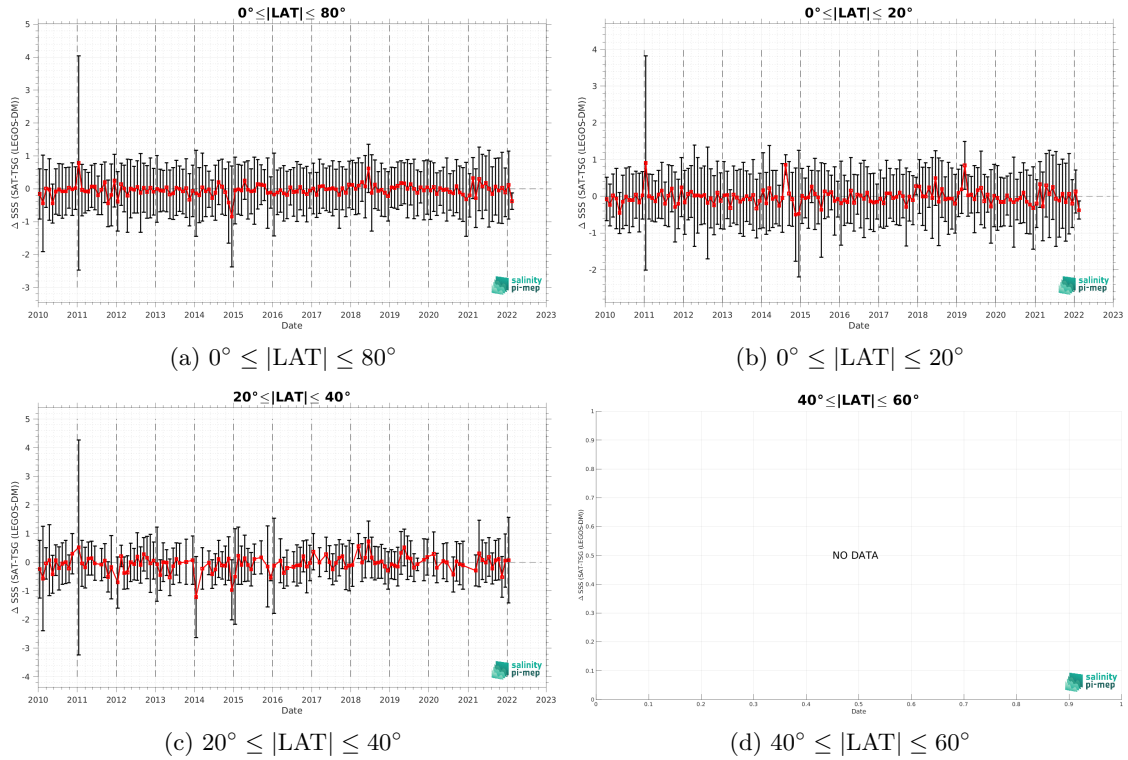 0°≤|LAT|≤ 80°
5
4
3
2
1
0
-1
-2
-3
Δ SSS (SAT-TSG (LEGOS-DM))
2010 2011 2012 2013 2014 2015 2016 2017 2018 2019 2020 2021 2022 2023
Date
salinity
pi-mep
(a) 0° ≤ |LAT| ≤ 80°
0°≤|LAT|≤ 20°
4
3
2
1
0
-1
-2
Δ SSS (SAT-TSG (LEGOS-DM))
2010 2011 2012 2013 2014 2015 2016 2017 2018 2019 2020 2021 2022 2023
Date
salinity
pi-mep
(b) 0° ≤ |LAT| ≤ 20°
20°≤|LAT|≤ 40°
5
4
3
2
1
0
-1
-2
-3
-4
Δ SSS (SAT-TSG (LEGOS-DM))
2010 2011 2012 2013 2014 2015 2016 2017 2018 2019 2020 2021 2022 2023
Date
salinity
pi-mep
(c) 20° ≤ |LAT| ≤ 40°
40°≤|LAT|≤ 60°
1
0.9
0.8
0.7
0.6
0.5
0.4
0.3
0.2
0.1
0
Δ SSS (SAT-TSG (LEGOS-DM))
NO DATA
0 0.1 0.2 0.3 0.4 0.5 0.6 0.7 0.8 0.9 1
Date
salinity
pi-mep
(d) 40° ≤ |LAT| ≤ 60°